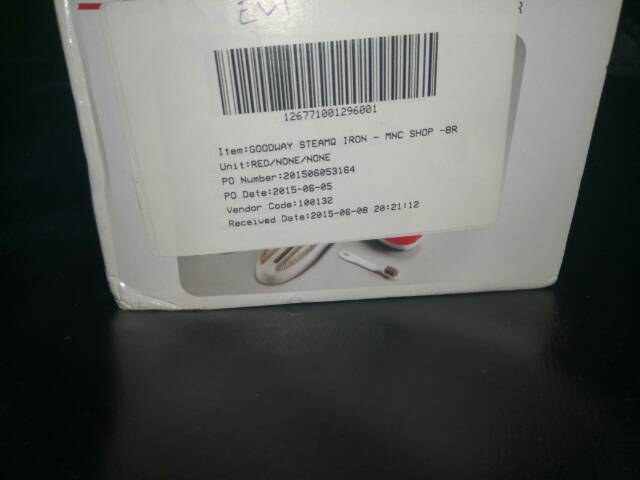 126771001296001
Item:GOODWAY STEAMQ IRON - MNC SHOP -BR
Unit:RED/NONE/NONE
PO Number:201506053164
PO Date:2015-06-05
Vendor Code:100132
Received Date:2015-06-08 20:21:12